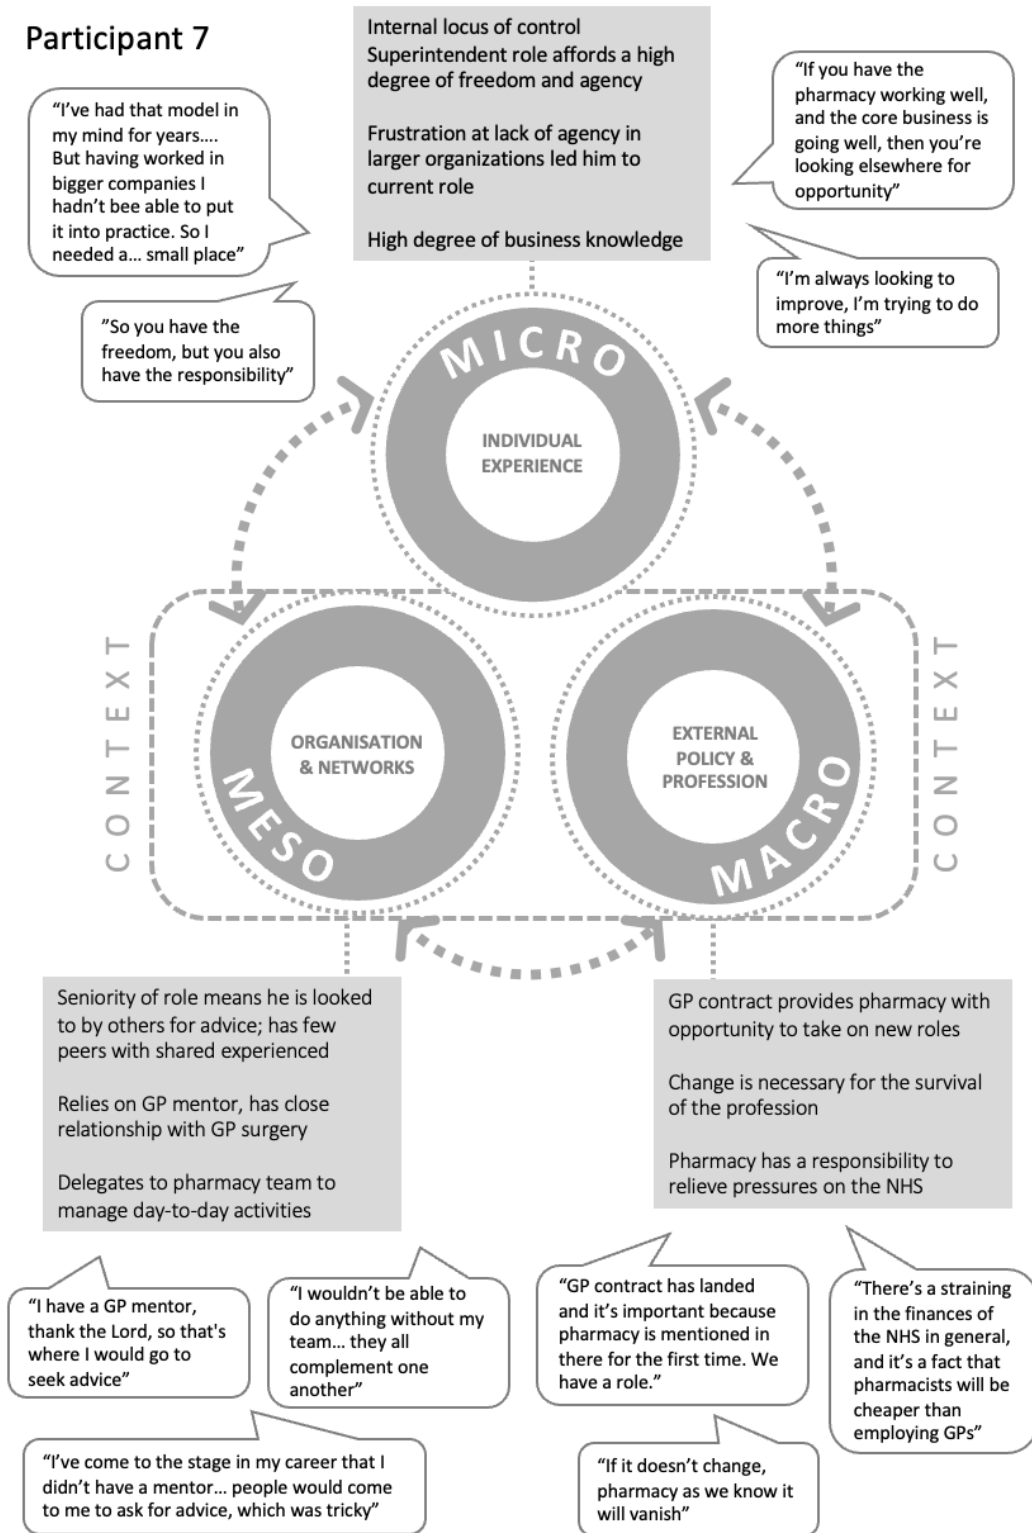 Participant 7
Internal locus of control
Superintendent role affords a high
degree of freedom and agency
Frustration at lack of agency in
larger organizations led him to
current role
High degree of business knowledge
“I’ve had that model in
my mind for years....
But having worked in
bigger companies I
hadn’t bee able to put
it into practice. So I
needed a... small place”
”So you have the
freedom, but you also
have the responsibility”
“If you have the
pharmacy working well,
and the core business is
going well, then you’re
looking elsewhere for
opportunity”
“I’m always looking to
improve, I’m trying to do
more things”
MICRO
INDIVIDUAL
EXPERIENCE
CONTEXT
ORGANISATION
& NETWORKS
MESO
EXTERNAL
POLICY &
PROFESSION
MACRO
CONTEXT
Seniority of role means he is looked
to by others for advice; has few
peers with shared experienced
Relies on GP mentor, has close
relationship with GP surgery
Delegates to pharmacy team to
manage day-to-day activities
GP contract provides pharmacy with
opportunity to take on new roles
Change is necessary for the survival
of the profession
Pharmacy has a responsibility to
relieve pressures on the NHS
“I have a GP mentor,
thank the Lord, so that's
where I would go to
seek advice”
“I wouldn’t be able to
do anything without my
team... they all
complement one
another”
“I’ve come to the stage in my career that I
didn’t have a mentor... people would come
to me to ask for advice, which was tricky”
“GP contract has landed
and it’s important because
pharmacy is mentioned in
there for the first time. We
have a role.”
“There’s a straining
in the finances of
the NHS in general,
and it’s a fact that
pharmacists will be
cheaper than
employing GPs”
“If it doesn’t change,
pharmacy as we know it
will vanish”